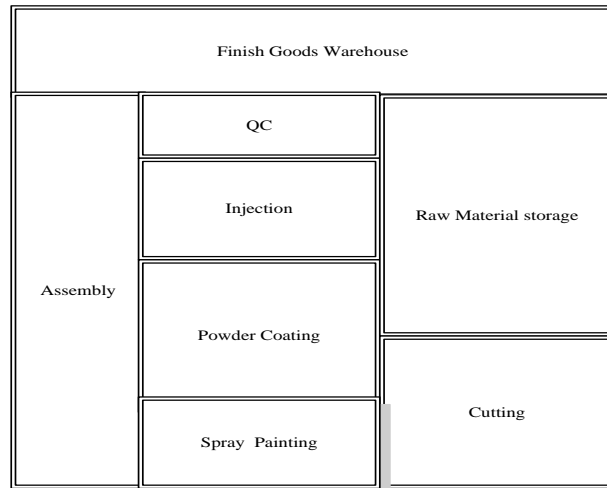 Finish Goods Warehouse
QC
Injection
Raw Material storage
Assembly
Powder Coating
Cutting
Spray Painting